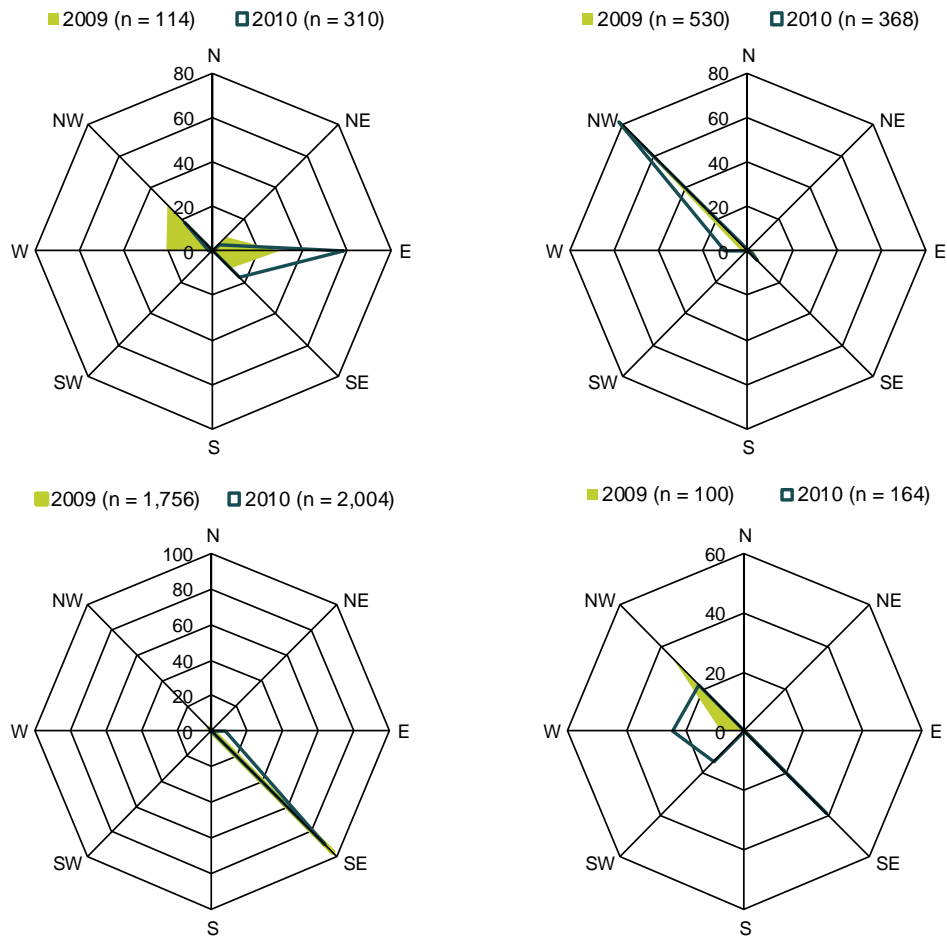 2009 (n = 114) 2010 (n = 310)
N
80
NW NE
60
40
20
W 0 E
SW SE
S
2009 (n = 530) 2010 (n = 368)
N
80
NW NE
60
40
20
W 0 E
SW SE
S
2009 (n = 1,756) 2010 (n = 2,004)
N
100
NW NE
80
60
40
20
W 0 E
SW SE
S
2009 (n = 100) 2010 (n = 164)
N
60
NW NE
40
20
W 0 E
SW SE
S